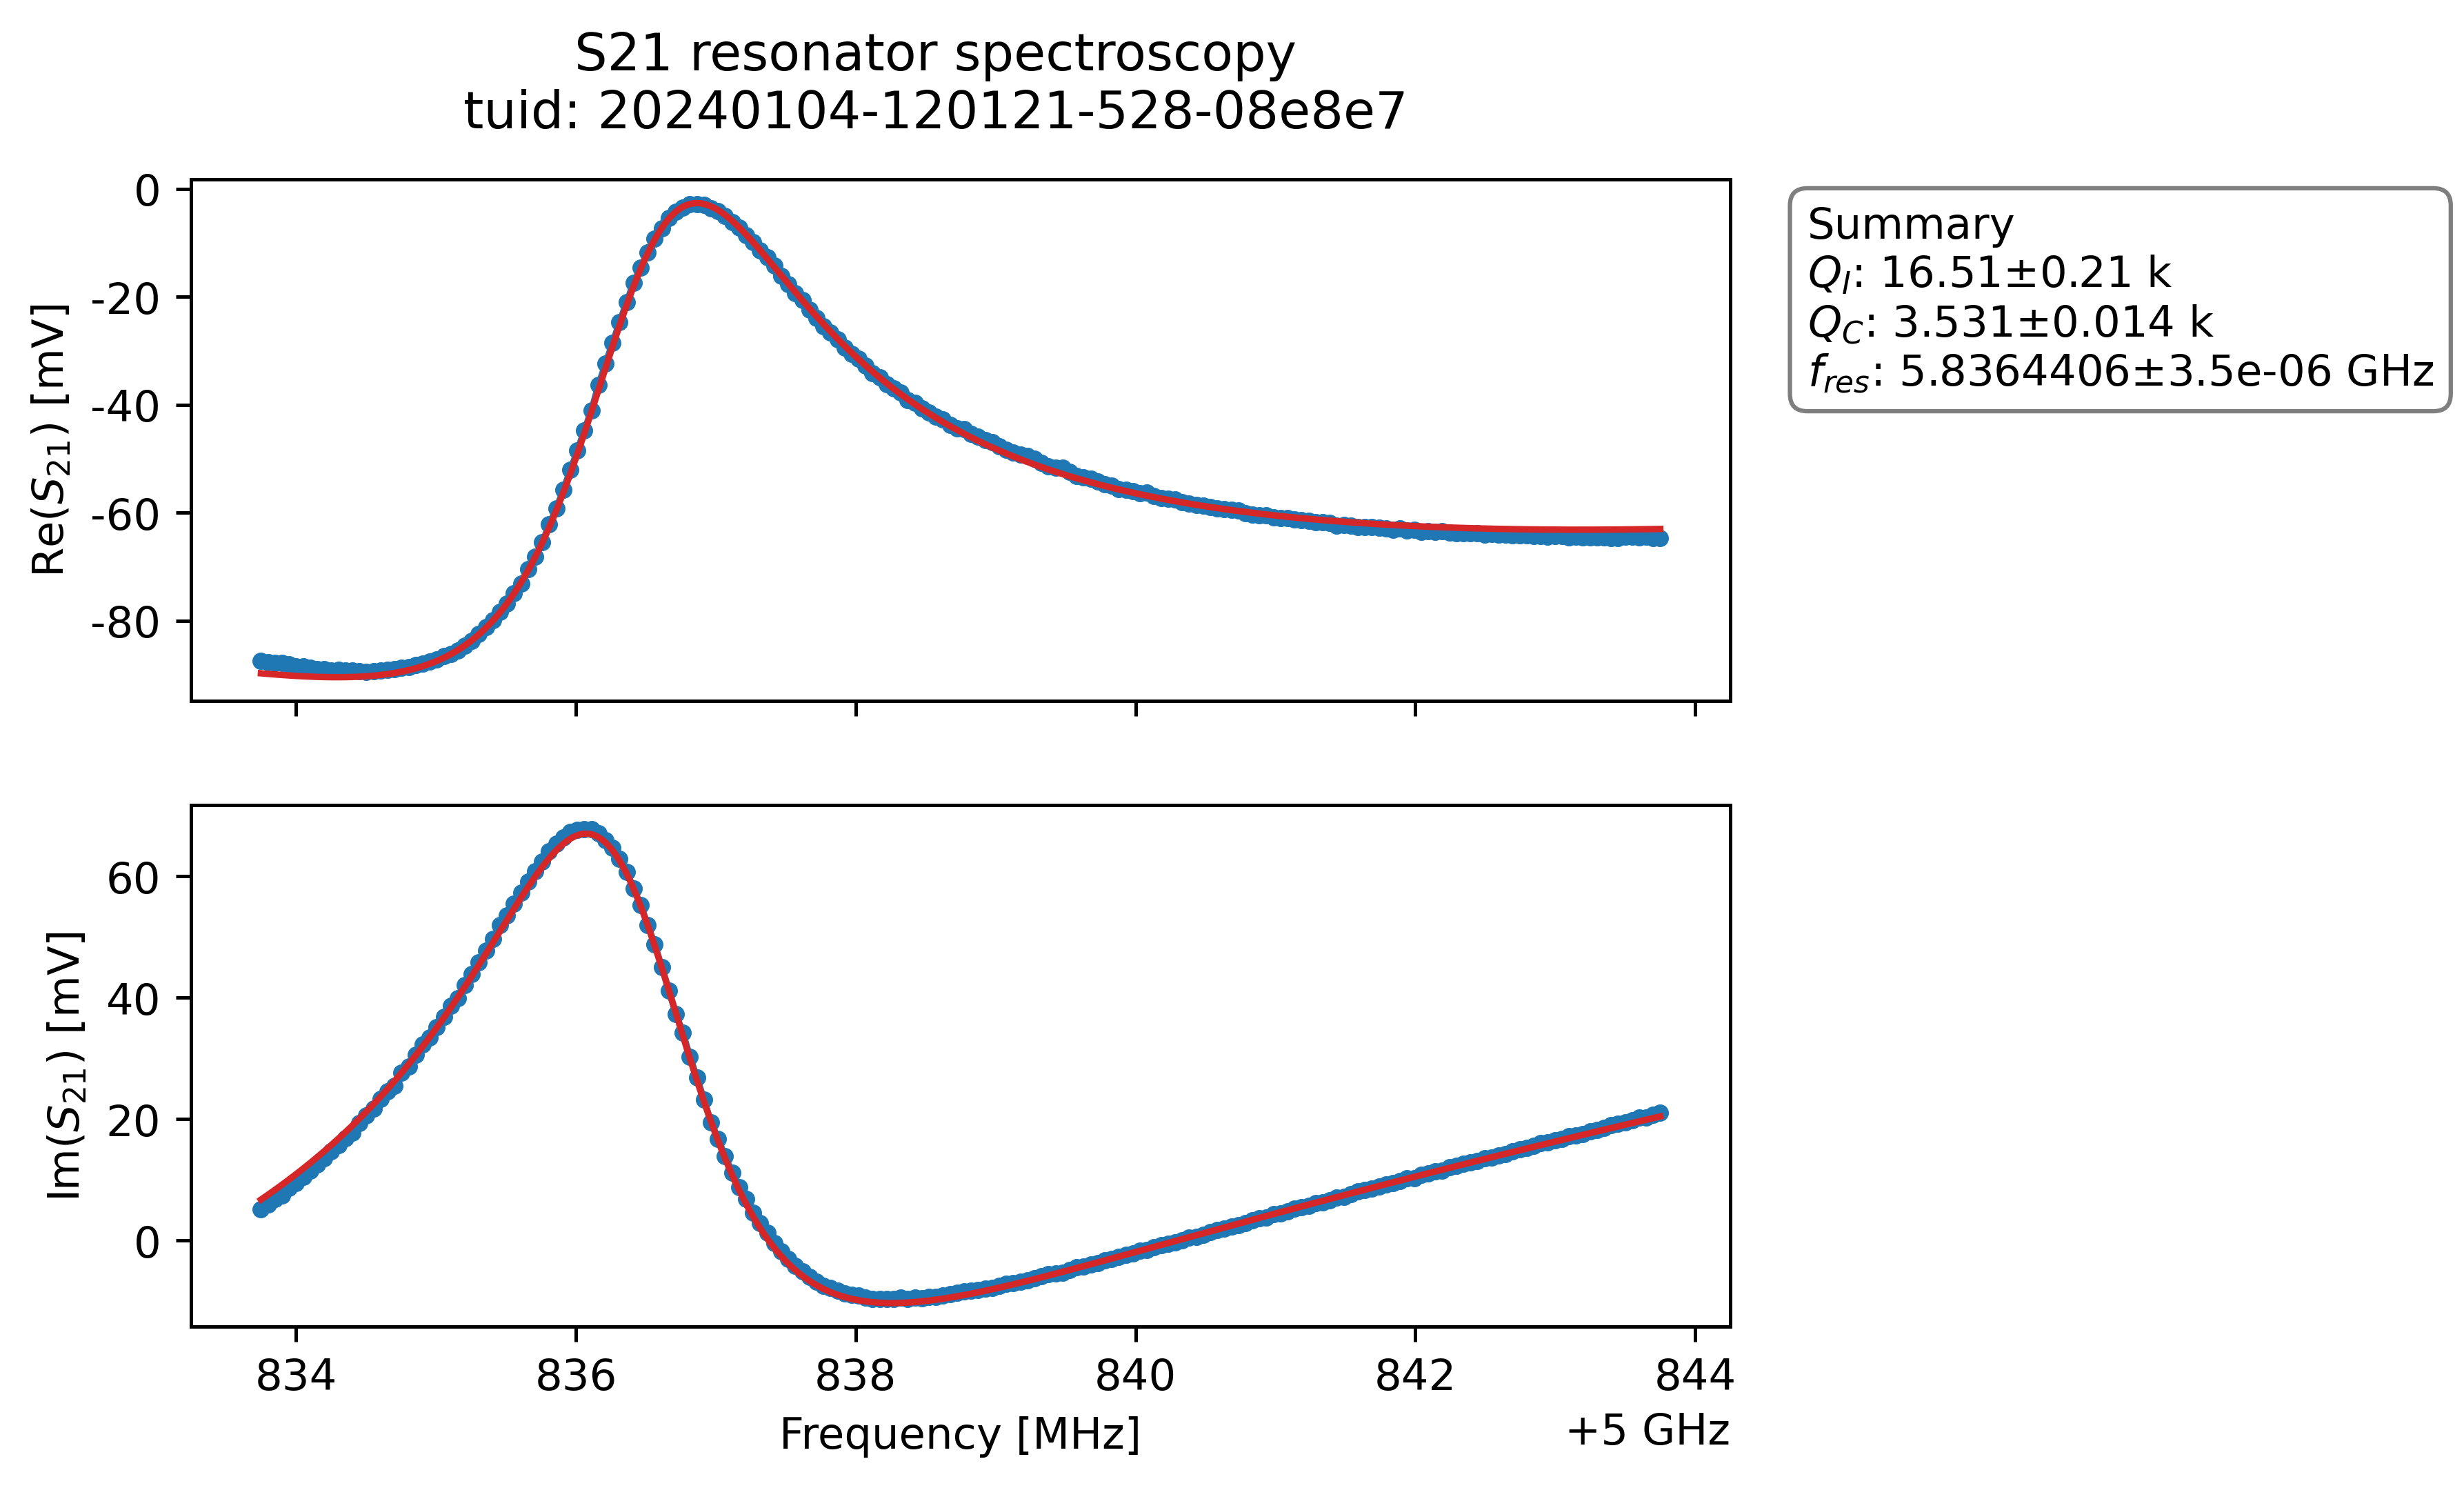 S21 resonator spectroscopy
tuid: 20240104-120121-528-08e8e7
0
-20
-40
-60
-80
Re(S21) [mV]
Summary
Ql: 16.51±0.21 k
QC: 3.531±0.014 k
fres: 5.8364406±3.5e-06 GHz
60
40
20
0
Im(S21) [mV]
834 836 838 840 842 844
Frequency [MHz]
+5 GHz